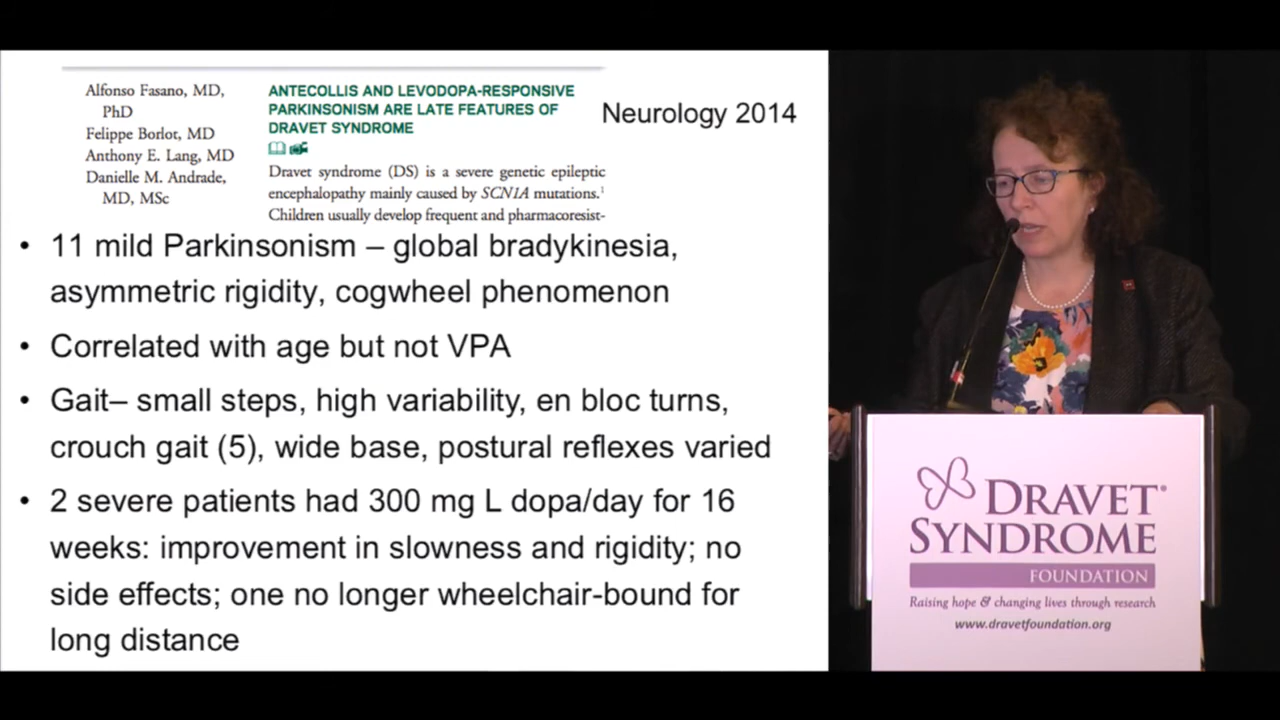 Alfonso Fasano, MD,
PhD
Felippe Borlot, MD
Anthony E. Lang, MD
Danielle M. Andrade,
MD, MSc
ANTECOLLIS AND LEVODOPA-RESPONSIVE
PARKINSONISM ARE LATE FEATURES OF
DRAVET SYNDROME
Dravet syndrome (DS) is a severe genetic epileptic
encephalopathy mainly caused by SCN1A mutations.¹
Children usually develop frequent and pharmacoresist-
Neurology 2014
• 11 mild Parkinsonism – global bradykinesia,
asymmetric rigidity, cogwheel phenomenon
• Correlated with age but not VPA
• Gait– small steps, high variability, en bloc turns,
crouch gait (5), wide base, postural reflexes varied
• 2 severe patients had 300 mg L dopa/day for 16
weeks: improvement in slowness and rigidity; no
side effects; one no longer wheelchair-bound for
long distance
DRAVET®
SYNDROME
FOUNDATION
Raising hope & changing lives through research
www.dravetfoundation.org